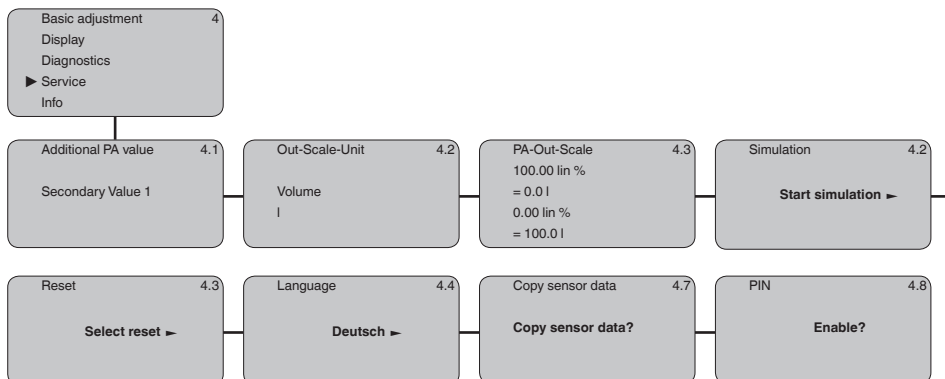 Basic adjustment 4
Display
Diagnostics
▶ Service
Info
Additional PA value 4.1
Secondary Value 1
Out-Scale-Unit 4.2
Volume
l
PA-Out-Scale 4.3
100.00 lin %
= 0.0 l
0.00 lin %
= 100.0 l
Simulation 4.2
Start simulation ►
Reset 4.3
Select reset ►
Language 4.4
Deutsch ►
Copy sensor data 4.7
Copy sensor data?
PIN 4.8
Enable?